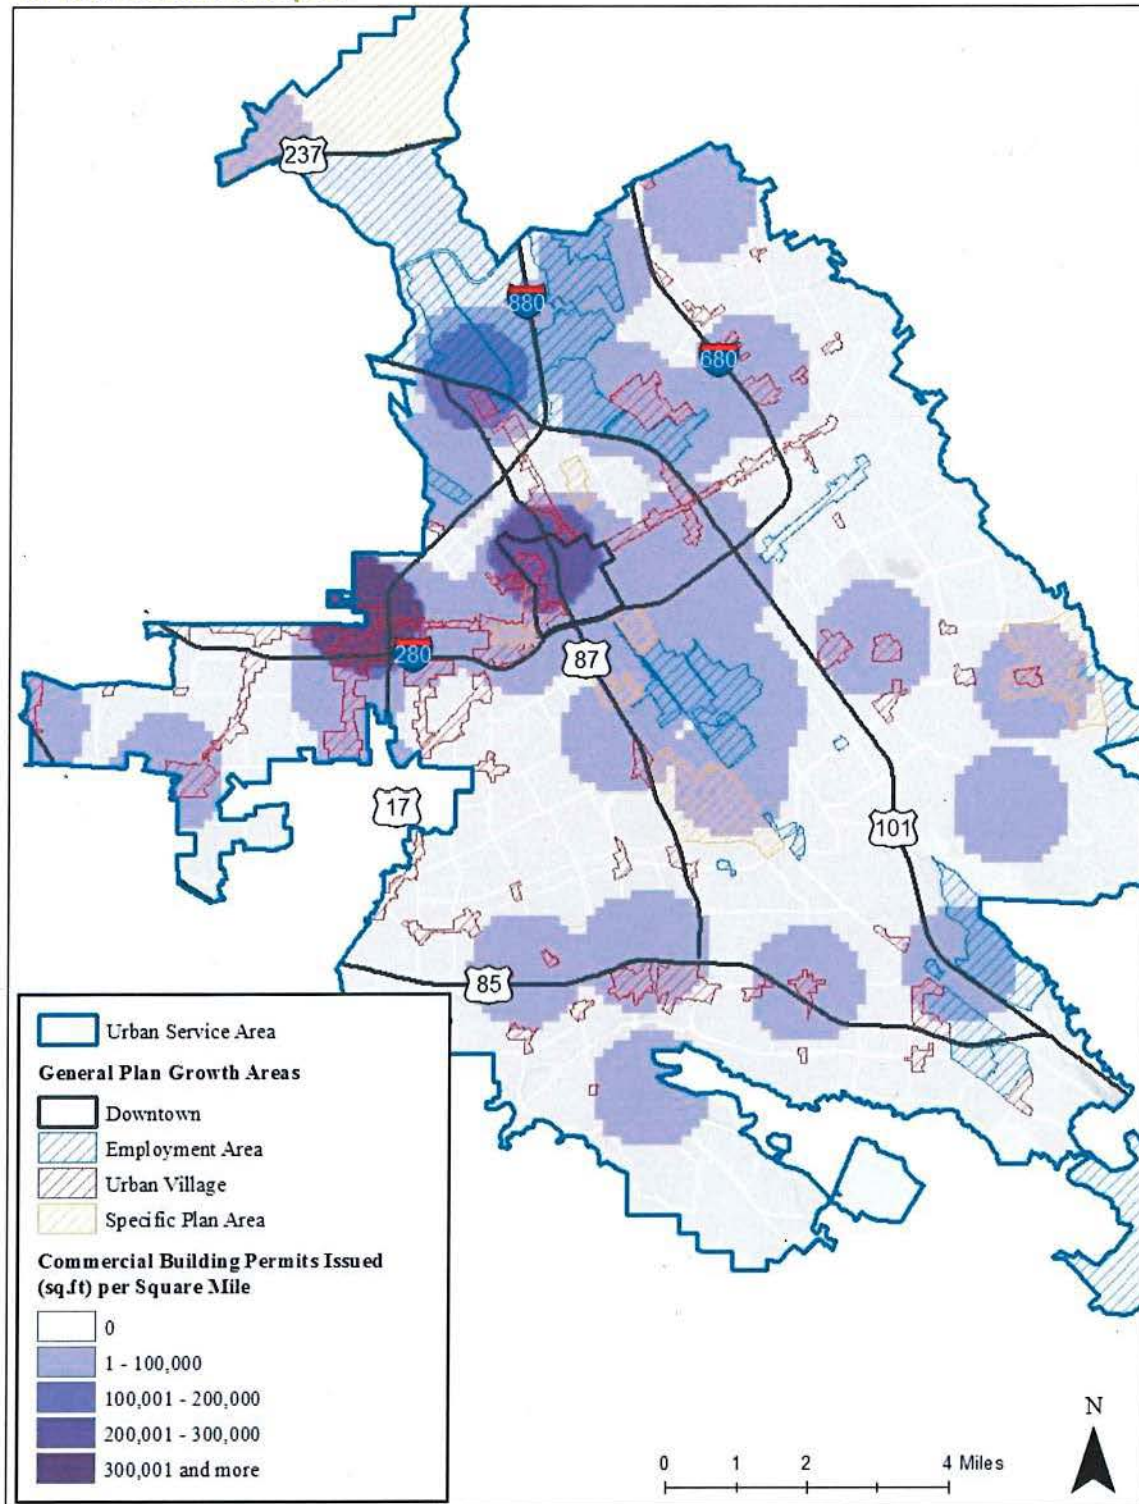 237
880
680
280
87
17
101
85
Urban Service Area
General Plan Growth Areas
Downtown
Employment Area
Urban Village
Specific Plan Area
Commercial Building Permits Issued
(sq.ft) per Square Mile
0
1 - 100,000
100,001 - 200,000
200,001 - 300,000
300,001 and more
N
0 1 2 4 Miles